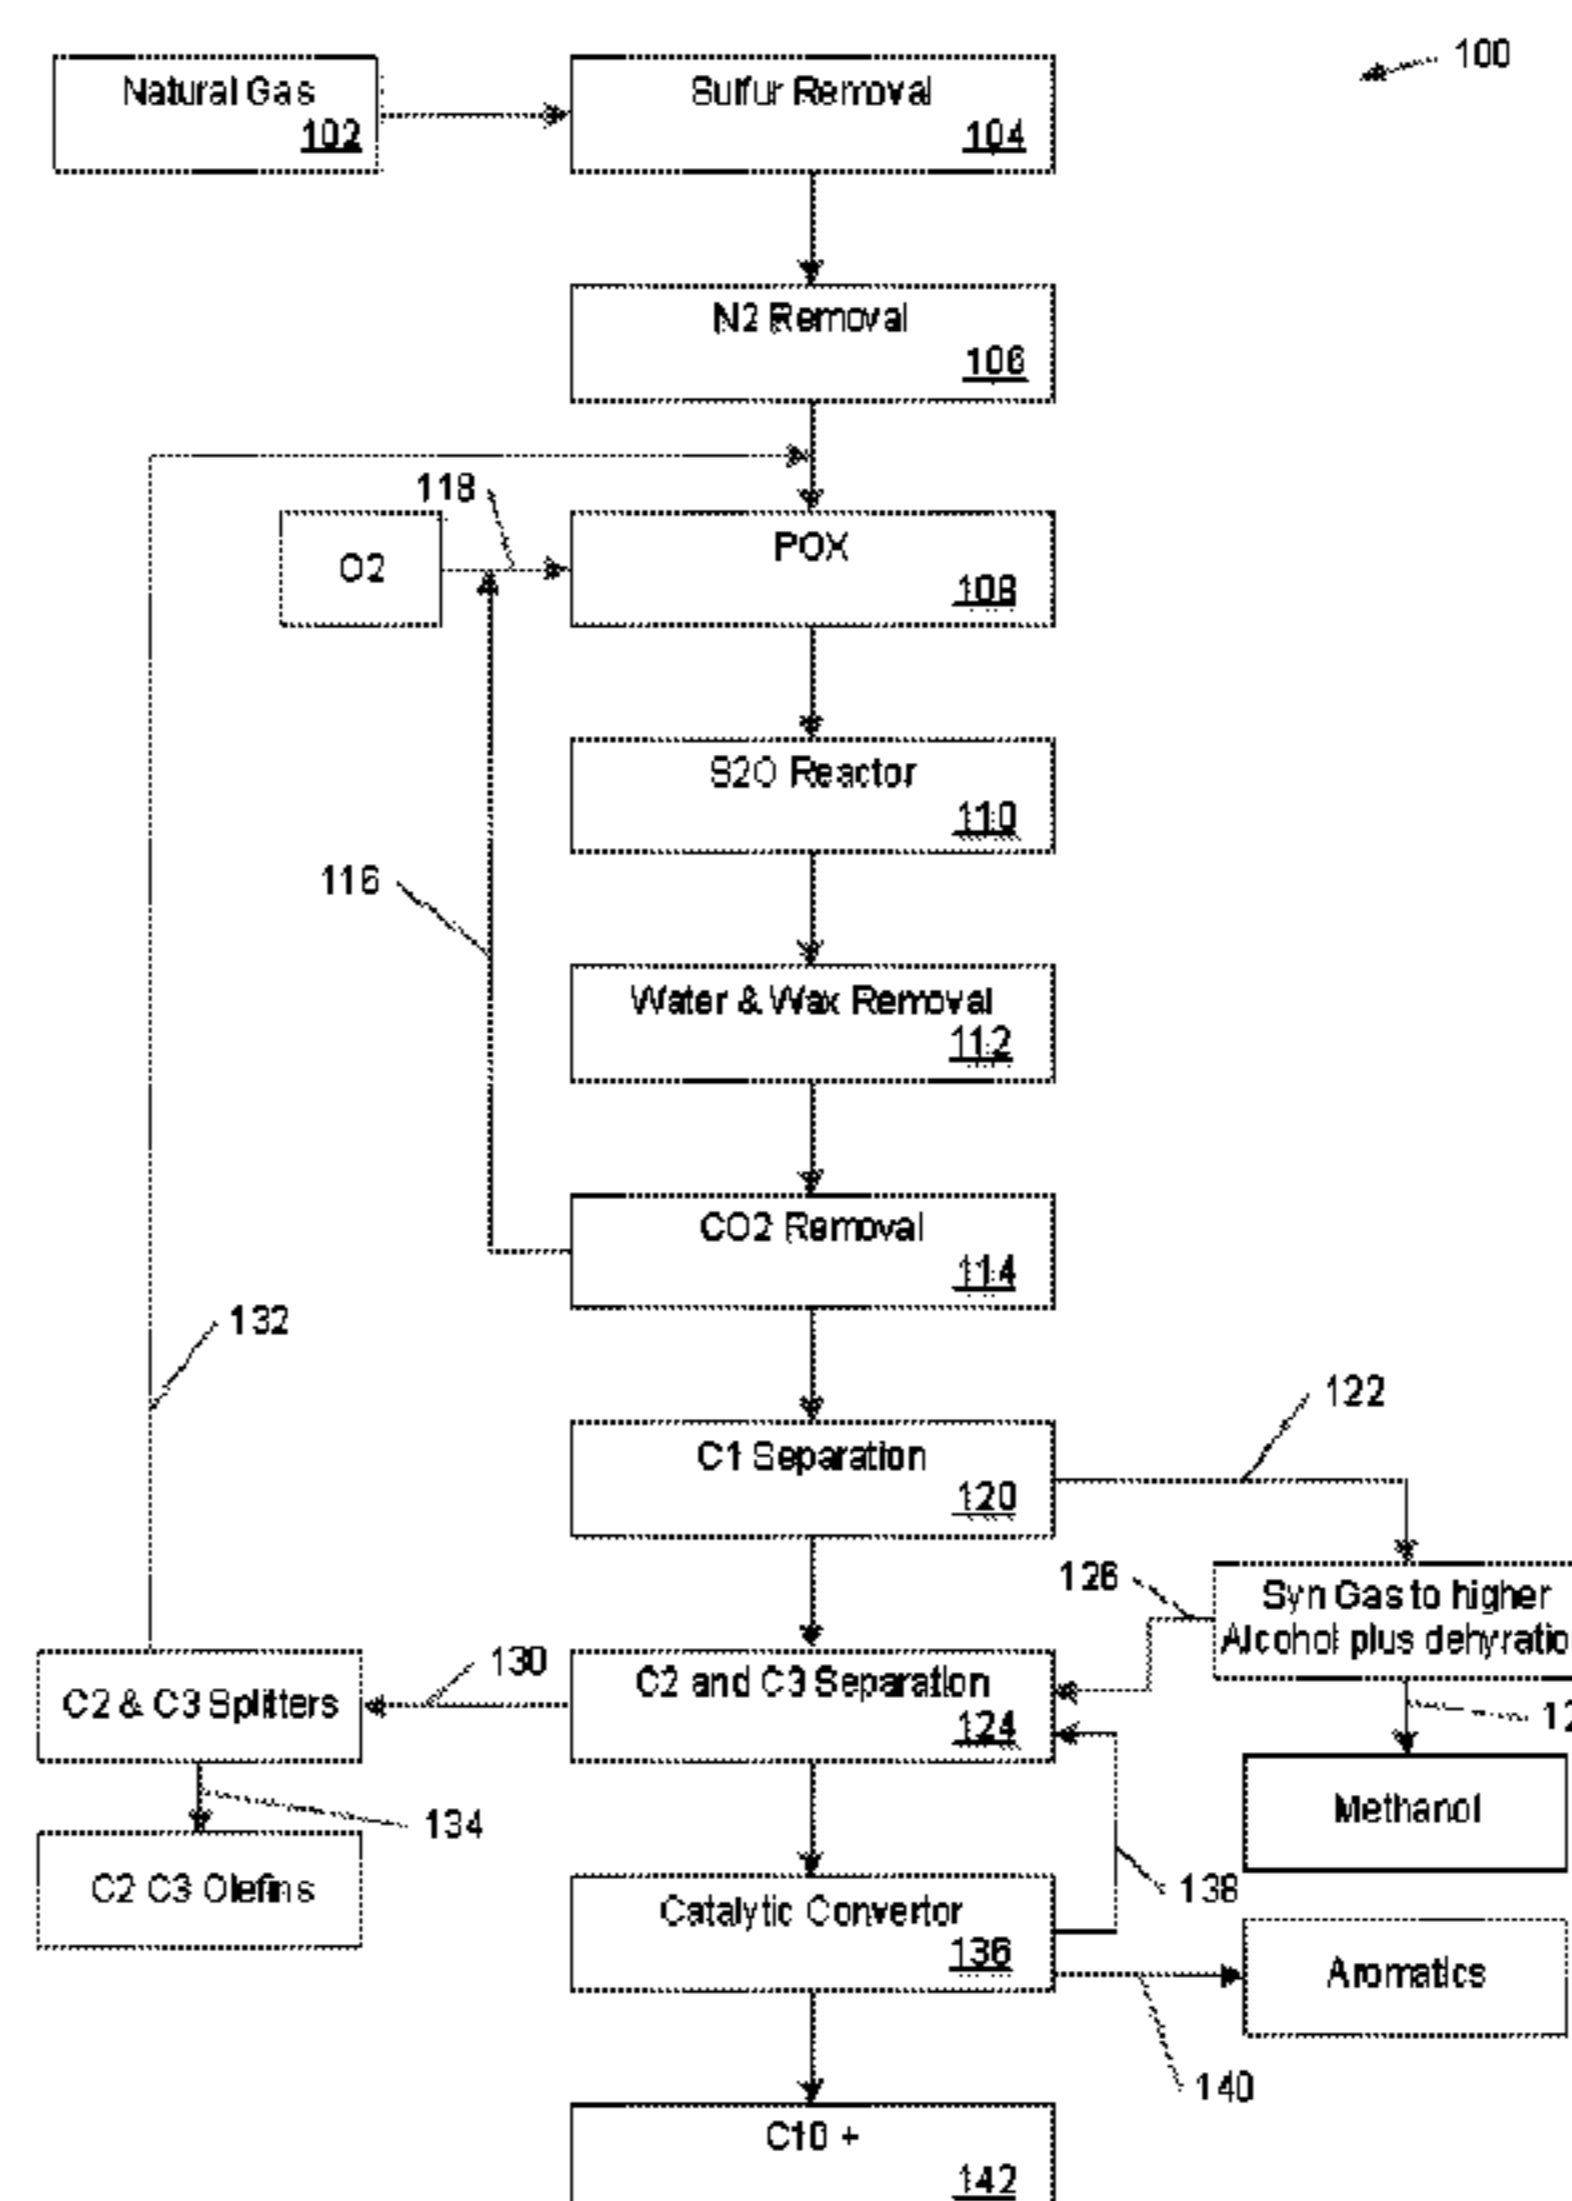 100
Natural Gas
102
Sulfur Removal
104
N2 Removal
106
118
O2
POX
108
S2O Reactor
110
116
Water & Wax Removal
112
CO2 Removal
114
132
122
C1 Separation
120
126
Syn Gas to higher
Alcohol plus dehyratio
130
C2 and C3 Separation
124
C2 & C3 Splitters
12
134
Methanol
C2 C3 Olefins
Catalytic Convertor
136
138
Aromatics
140
C10 +
142